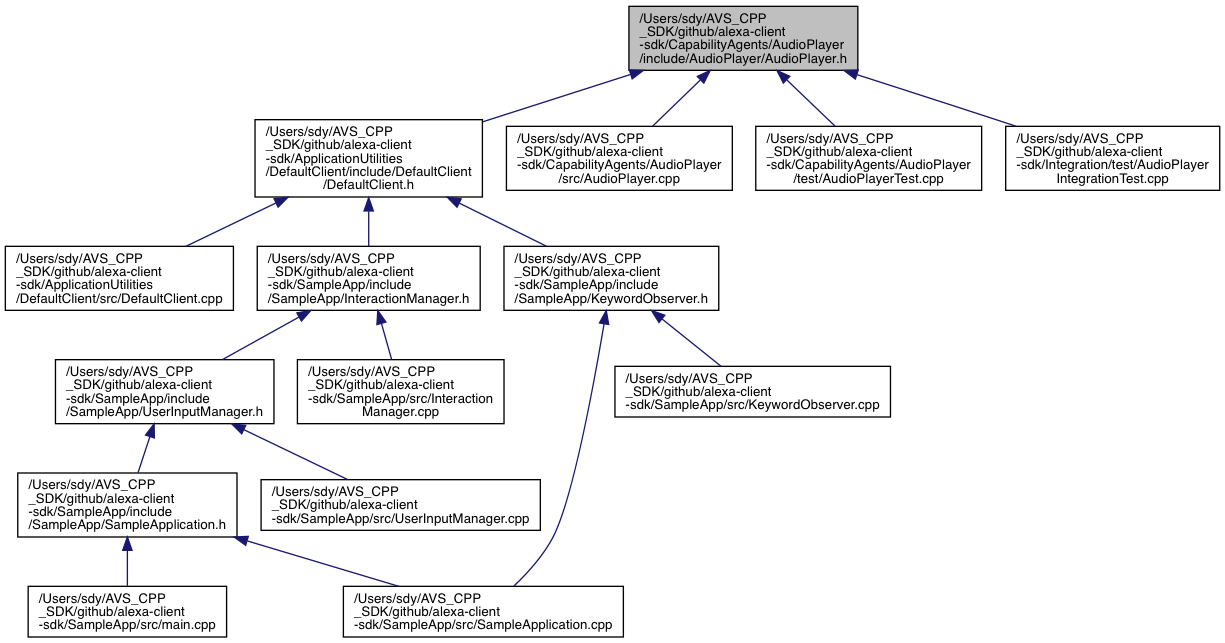 /Users/sdy/AVS_CPP
_SDK/github/alexa-client
-sdk/CapabilityAgents/AudioPlayer
/include/AudioPlayer/AudioPlayer.h
/Users/sdy/AVS_CPP
_SDK/github/alexa-client
-sdk/ApplicationUtilities
/DefaultClient/include/DefaultClient
/DefaultClient.h
/Users/sdy/AVS_CPP
_SDK/github/alexa-client
-sdk/CapabilityAgents/AudioPlayer
/src/AudioPlayer.cpp
/Users/sdy/AVS_CPP
_SDK/github/alexa-client
-sdk/CapabilityAgents/AudioPlayer
/test/AudioPlayerTest.cpp
/Users/sdy/AVS_CPP
_SDK/github/alexa-client
-sdk/Integration/test/AudioPlayer
IntegrationTest.cpp
/Users/sdy/AVS_CPP
_SDK/github/alexa-client
-sdk/ApplicationUtilities
/DefaultClient/src/DefaultClient.cpp
/Users/sdy/AVS_CPP
_SDK/github/alexa-client
-sdk/SampleApp/include
/SampleApp/InteractionManager.h
/Users/sdy/AVS_CPP
_SDK/github/alexa-client
-sdk/SampleApp/include
/SampleApp/KeywordObserver.h
/Users/sdy/AVS_CPP
_SDK/github/alexa-client
-sdk/SampleApp/include
/SampleApp/UserInputManager.h
/Users/sdy/AVS_CPP
_SDK/github/alexa-client
-sdk/SampleApp/src/Interaction
Manager.cpp
/Users/sdy/AVS_CPP
_SDK/github/alexa-client
-sdk/SampleApp/src/KeywordObserver.cpp
/Users/sdy/AVS_CPP
_SDK/github/alexa-client
-sdk/SampleApp/include
/SampleApp/SampleApplication.h
/Users/sdy/AVS_CPP
_SDK/github/alexa-client
-sdk/SampleApp/src/UserInputManager.cpp
/Users/sdy/AVS_CPP
_SDK/github/alexa-client
-sdk/SampleApp/src/main.cpp
/Users/sdy/AVS_CPP
_SDK/github/alexa-client
-sdk/SampleApp/src/SampleApplication.cpp